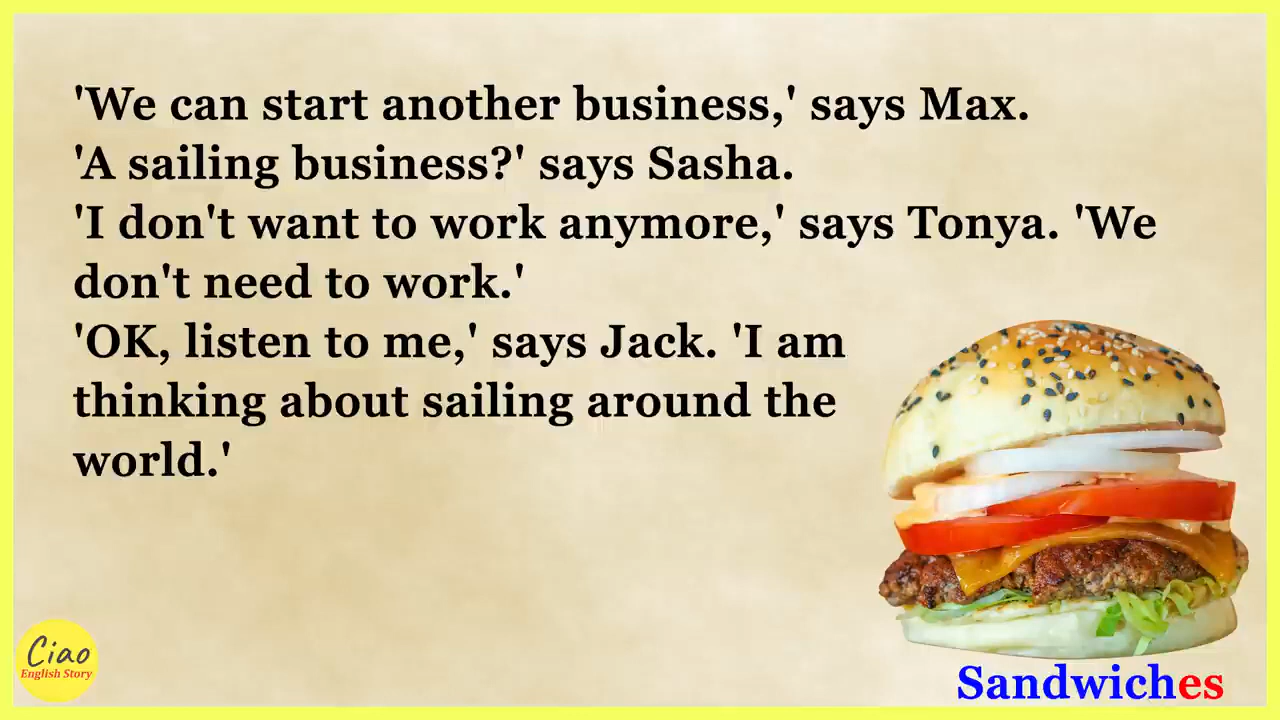 'We can start another business,' says Max.
'A sailing business?' says Sasha.
'I don't want to work anymore,' says Tonya. 'We
don't need to work.'
'OK, listen to me,' says Jack. 'I am
thinking about sailing around the
world.'
Ciao
English Story
Sandwiches